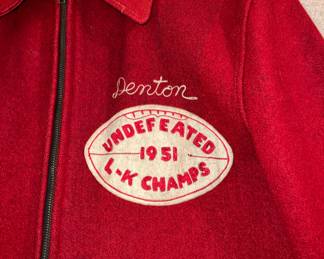 Denton
UNDEFEATED
1951
L-K CHAMPS